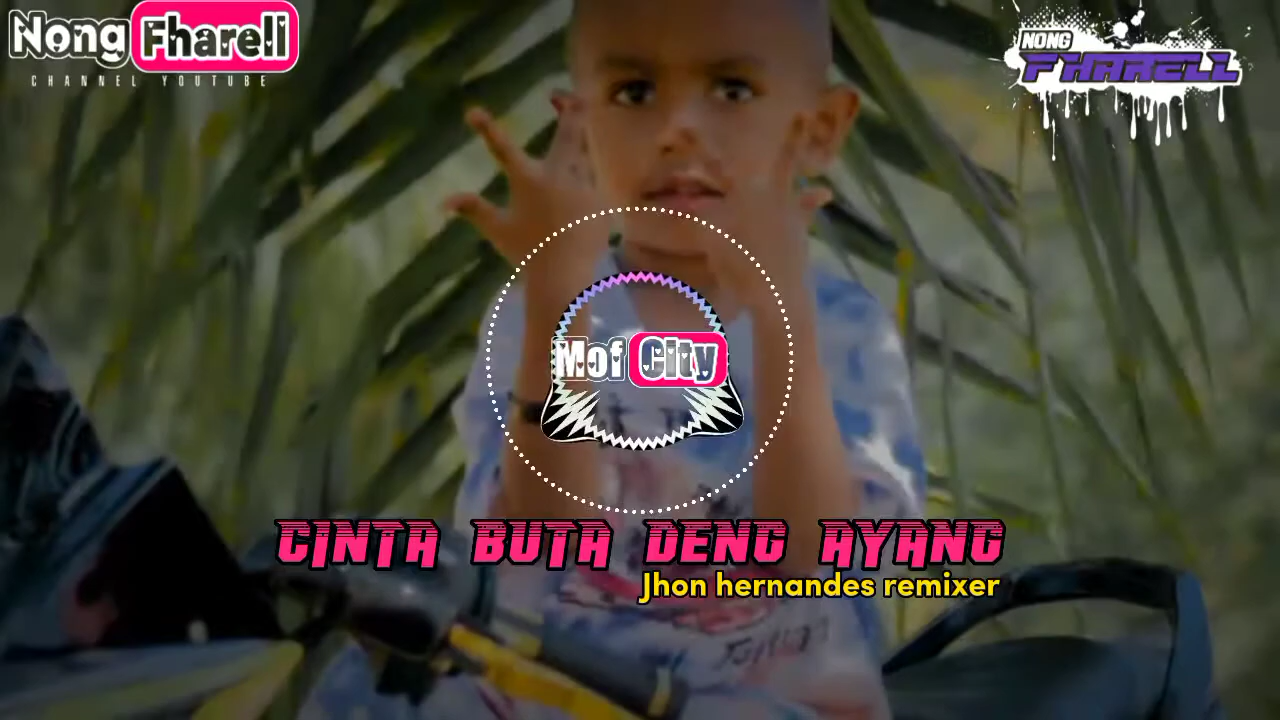 Nong Fharell
CHANNEL YOUTUBE
NONG
FHARELL
Mof City
CINTA BUTA DENG AYANG
Jhon hernandes remixer